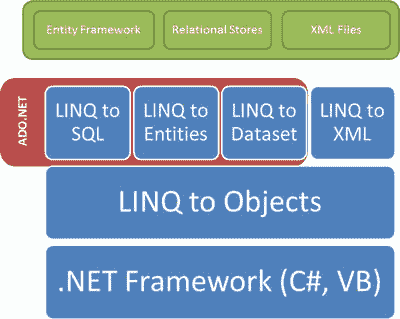 Entity Framework
Relational Stores
XML Files
ADO.NET
LINQ to
SQL
LINQ to
Entities
LINQ to
Dataset
LINQ to
XML
LINQ to Objects
.NET Framework (C#, VB)